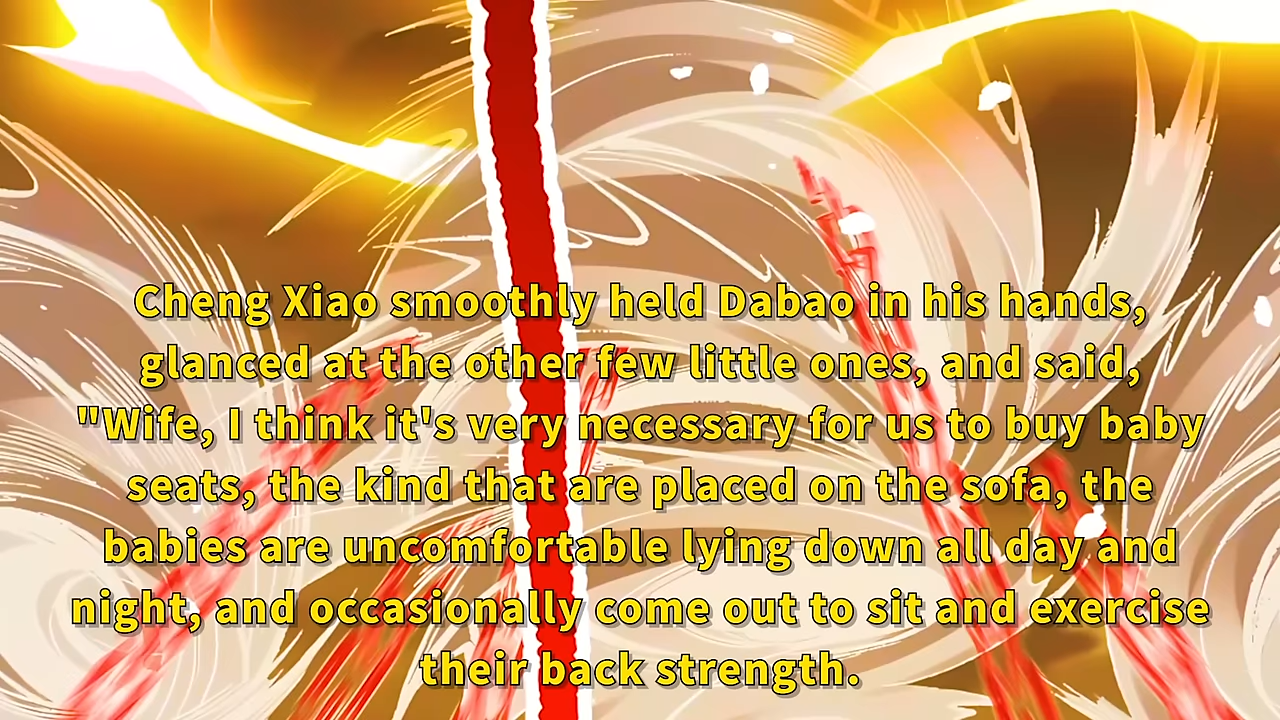 Cheng Xiao smoothly held Dabao in his hands,
glanced at the other few little ones, and said,
"Wife, I think it's very necessary for us to buy baby
seats, the kind that are placed on the sofa, the
babies are uncomfortable lying down all day and
night, and occasionally come out to sit and exercise
their back strength.